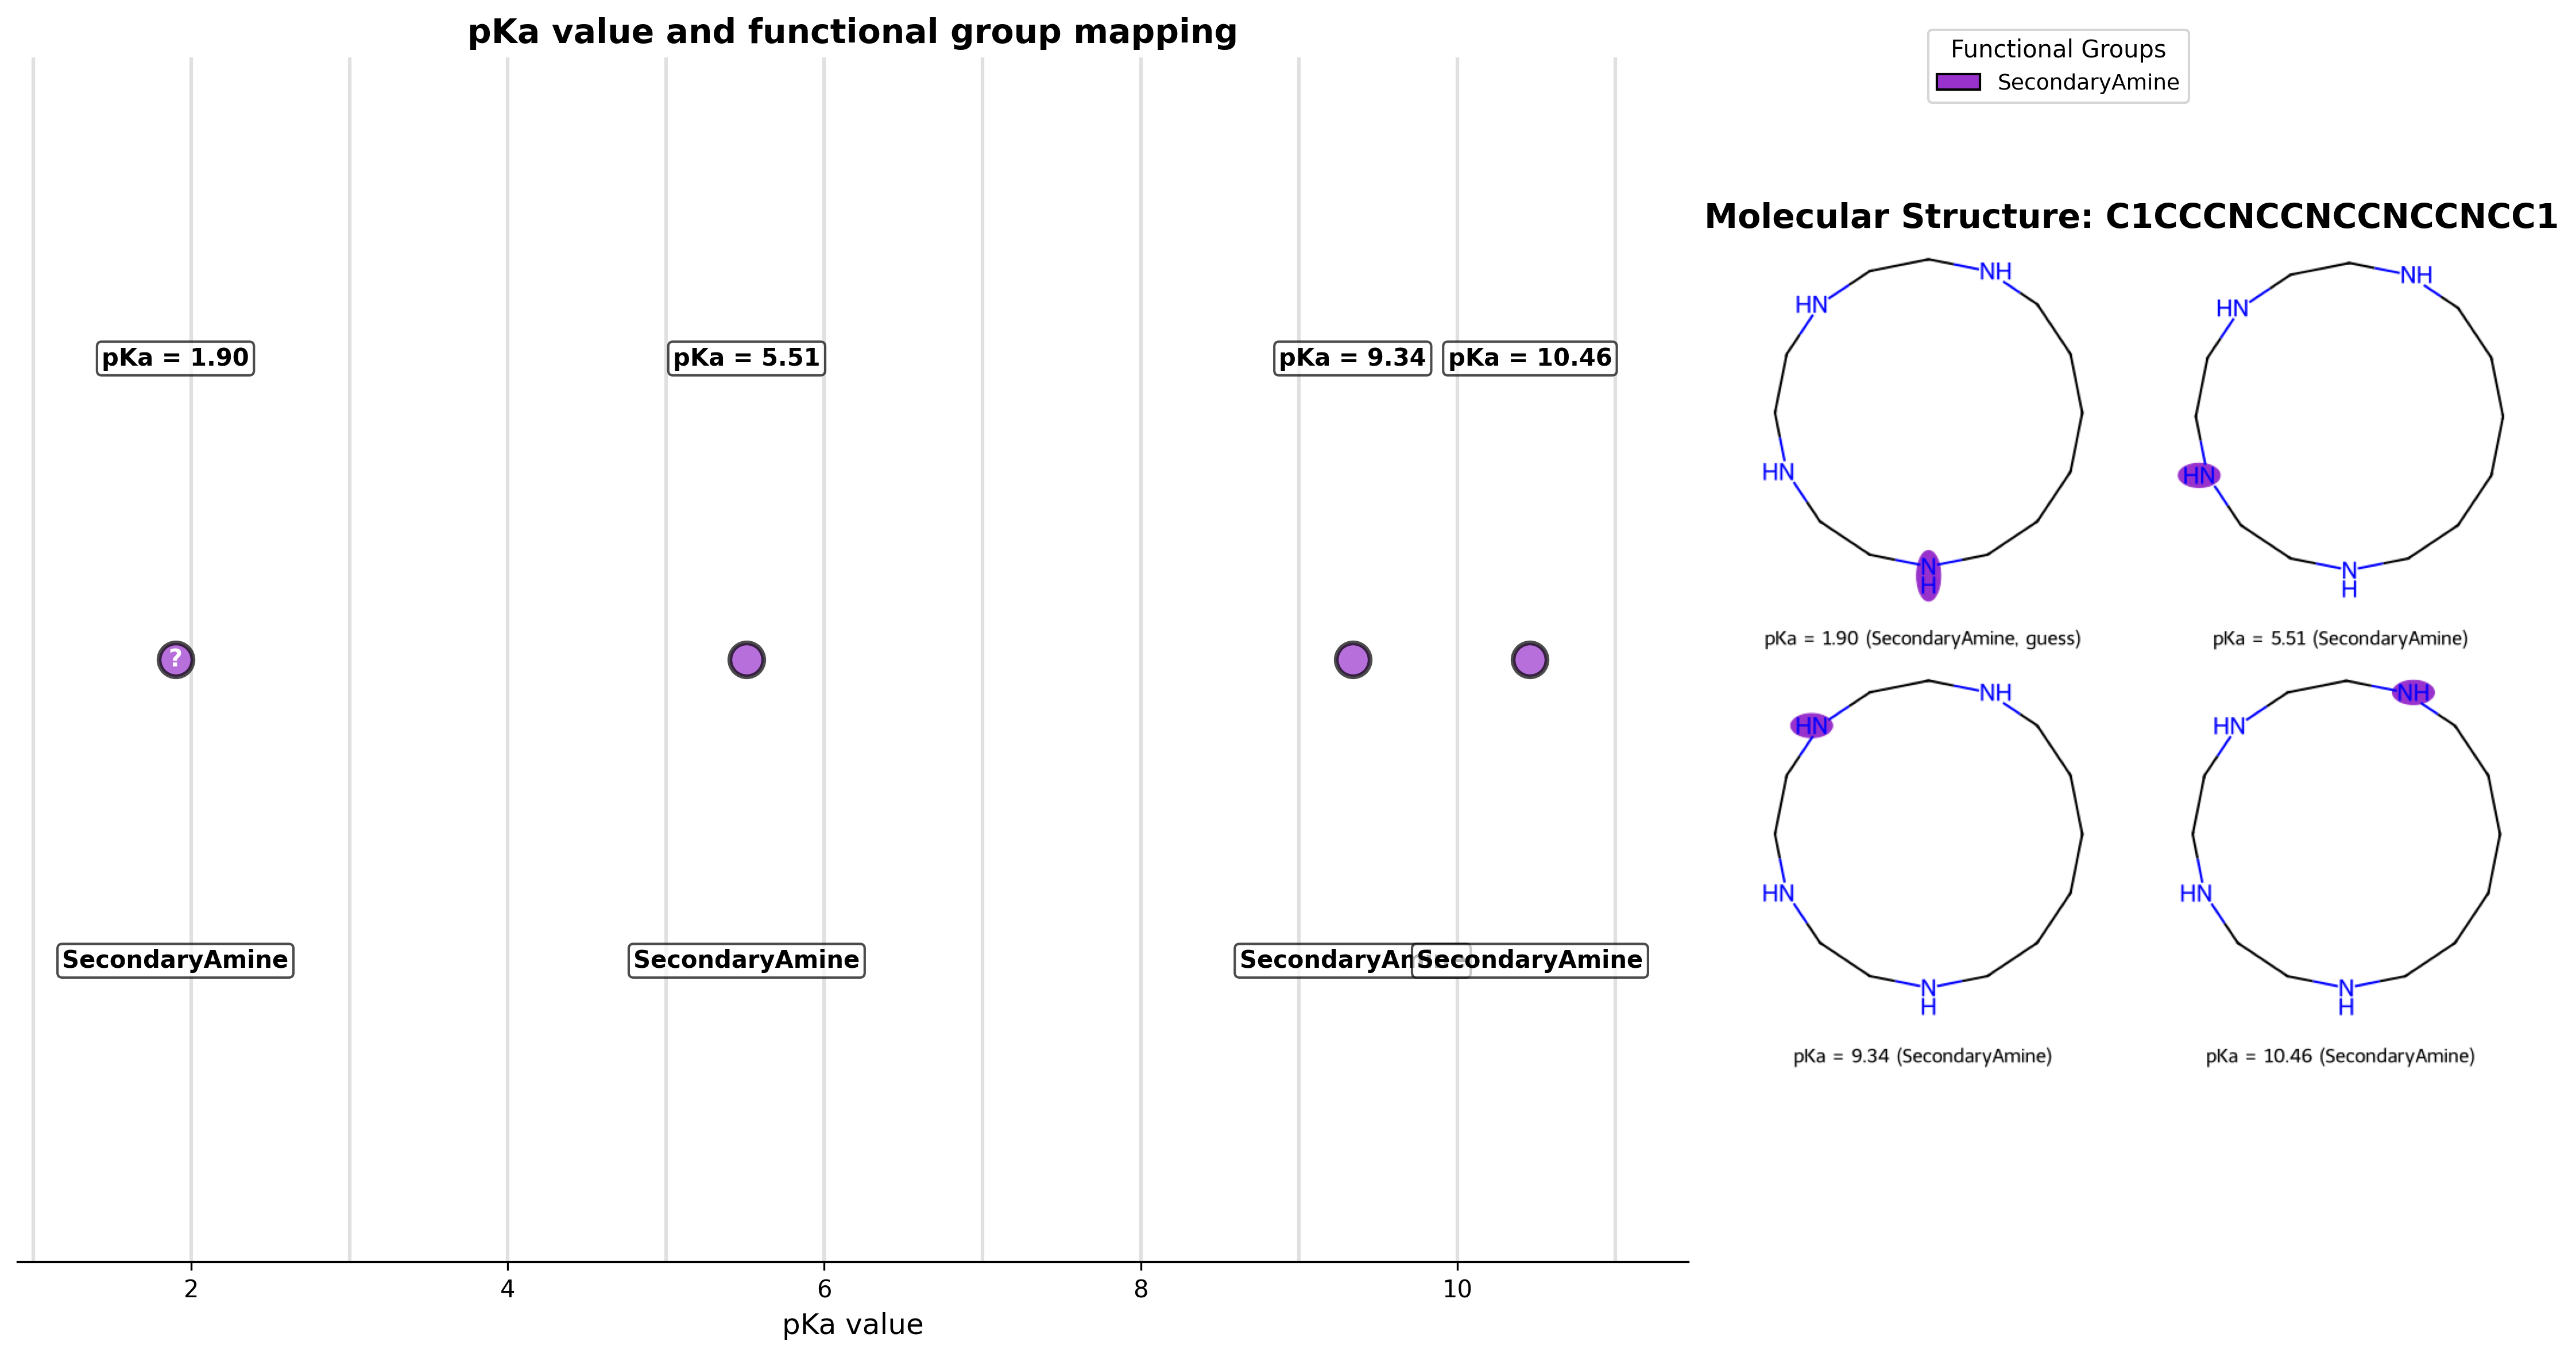 pKa value and functional group mapping
pKa = 1.90
pKa = 5.51
pKa = 9.34
pKa = 10.46
?
SecondaryAmine
SecondaryAmine
SecondaryAm
SecondaryAmine
2
4
6
8
10
pKa value
Functional Groups
SecondaryAmine
Molecular Structure: C1CCCNCCNCCNCCNCC1
NH
HN
HN
N
H
pKa = 1.90 (SecondaryAmine, guess)
NH
HN
HN
N
H
pKa = 5.51 (SecondaryAmine)
NH
HN
HN
N
H
pKa = 9.34 (SecondaryAmine)
NH
HN
HN
N
H
pKa = 10.46 (SecondaryAmine)